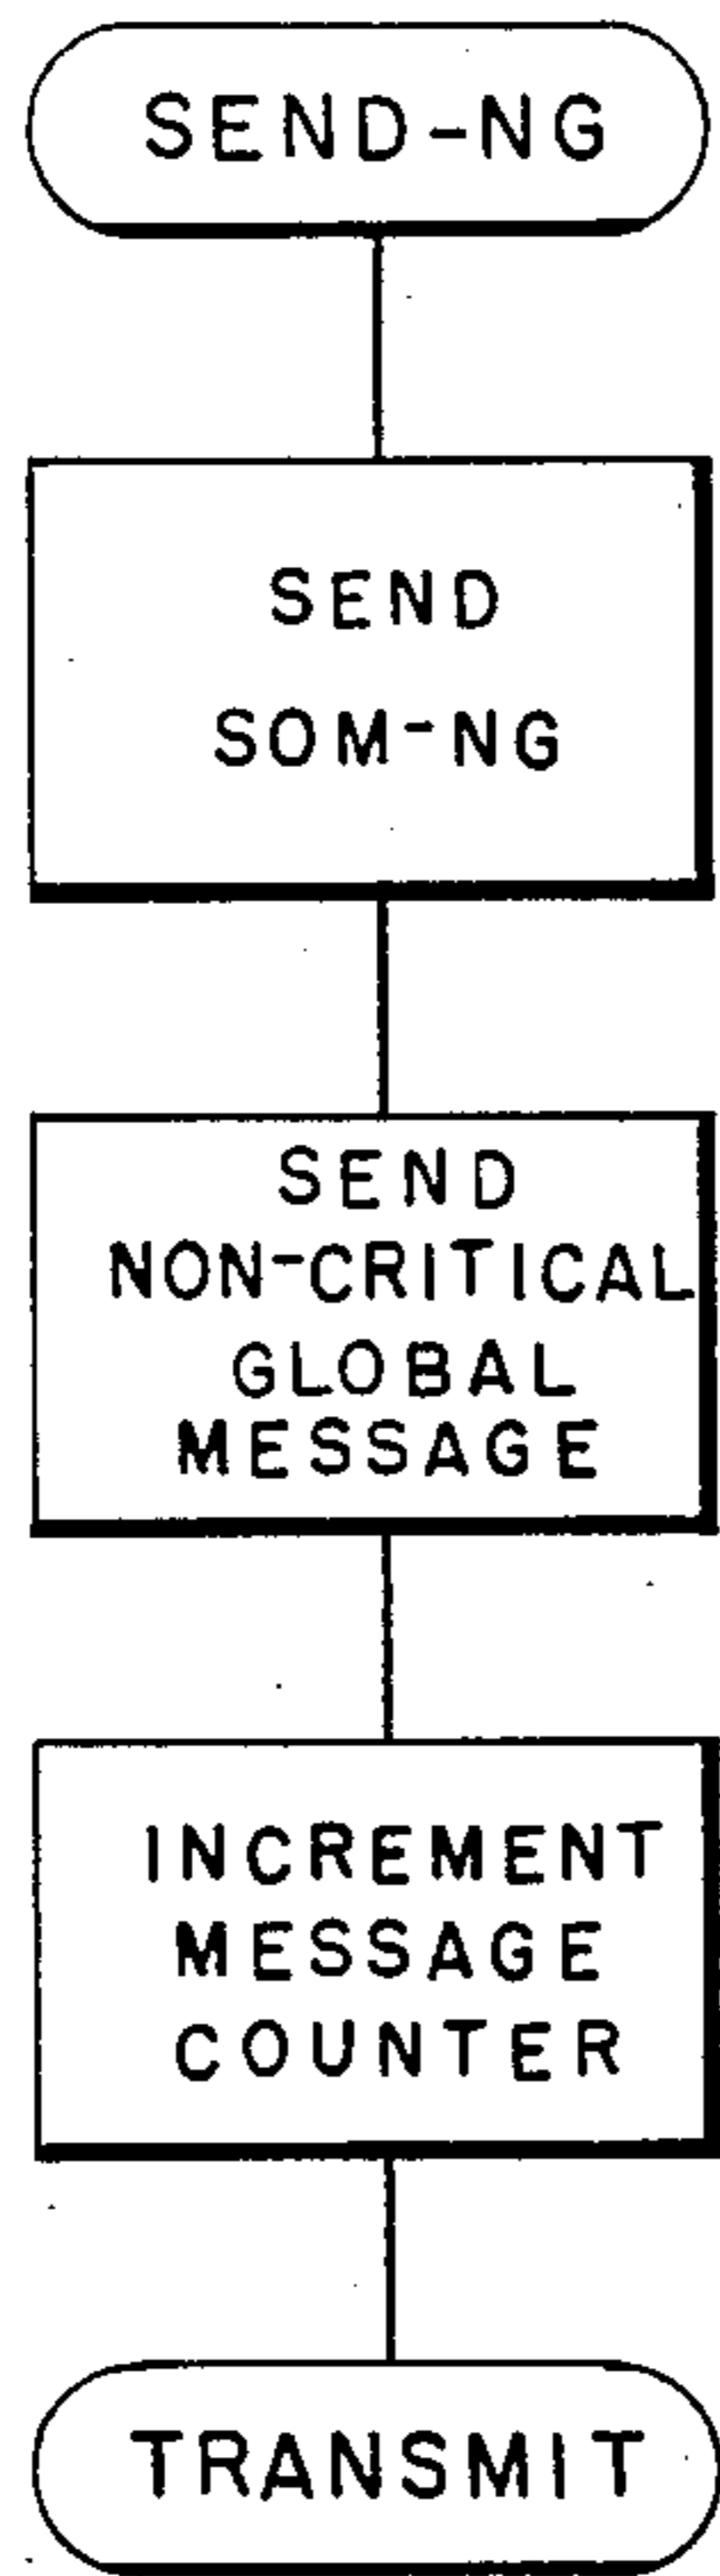 SEND-NG
SEND
SOM-NG
SEND
NON-CRITICAL
GLOBAL
MESSAGE
INCREMENT
MESSAGE
COUNTER
TRANSMIT